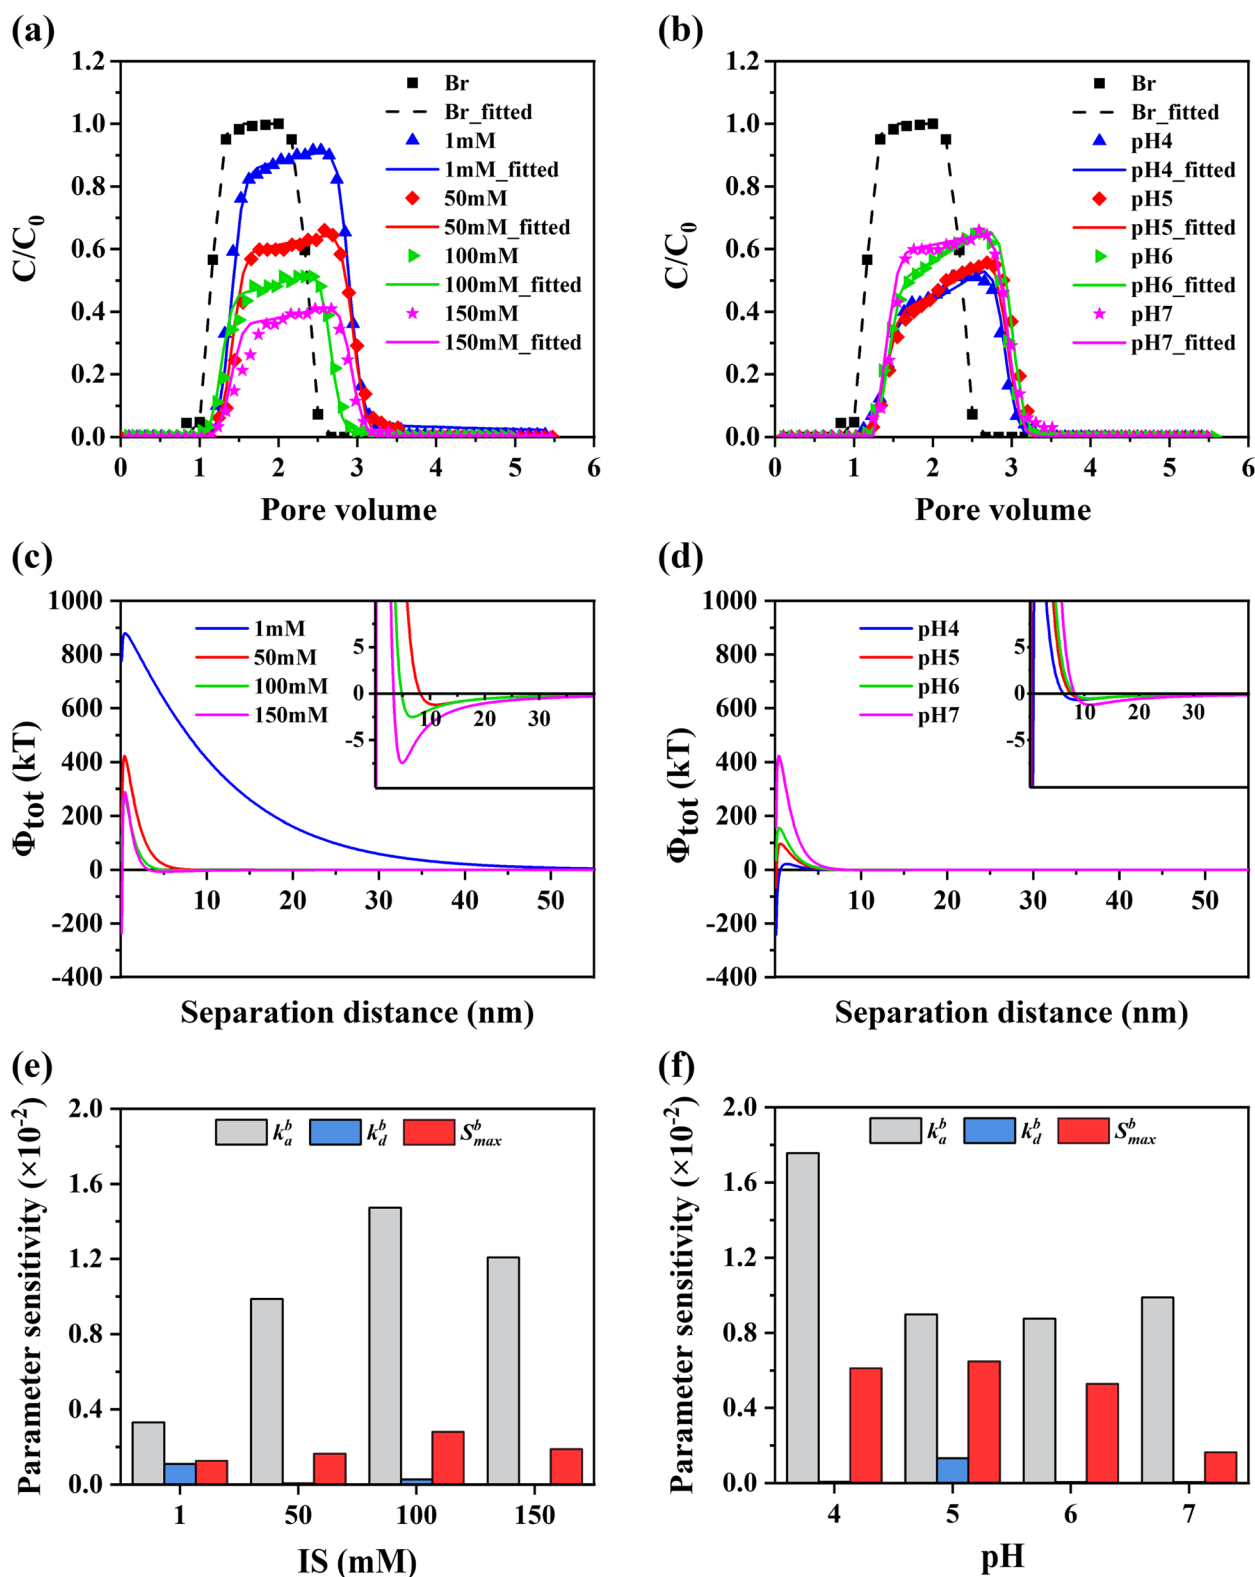 (a)
1.2
1.0
0.8
0.6
0.4
0.2
0.0
C/C0
0 1 2 3 4 5 6
Pore volume
Br
Br_fitted
1mM
1mM_fitted
50mM
50mM_fitted
100mM
100mM_fitted
150mM
150mM_fitted
(b)
1.2
1.0
0.8
0.6
0.4
0.2
0.0
C/C0
0 1 2 3 4 5 6
Pore volume
Br
Br_fitted
pH4
pH4_fitted
pH5
pH5_fitted
pH6
pH6_fitted
pH7
pH7_fitted
(c)
1000
800
600
400
200
0
-200
-400
Φtot (kT)
10 20 30 40 50
Separation distance (nm)
1mM
50mM
100mM
150mM
5
0
-5
10 20 30
(d)
1000
800
600
400
200
0
-200
-400
Φtot (kT)
10 20 30 40 50
Separation distance (nm)
pH4
pH5
pH6
pH7
5
0
-5
10 20 30
(e)
2.0
1.6
1.2
0.8
0.4
0.0
Parameter sensitivity (×10-2)
k_a^b k_d^b S_max^b
1 50 100 150
IS (mM)
(f)
2.0
1.6
1.2
0.8
0.4
0.0
Parameter sensitivity (×10-2)
k_a^b k_d^b S_max^b
4 5 6 7
pH